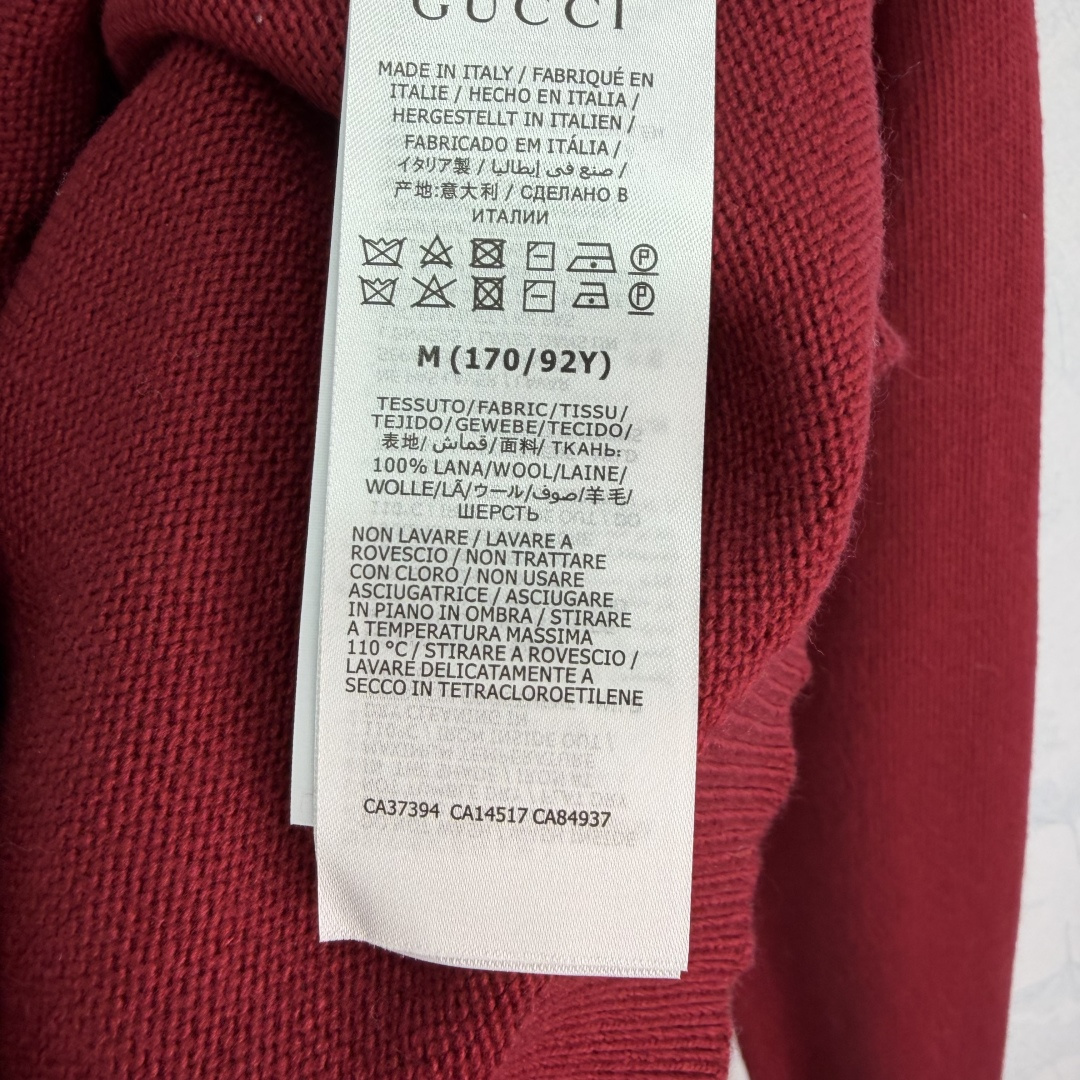 GUCCI
MADE IN ITALY / FABRIQUÉ EN
ITALIE / HECHO EN ITALIA /
HERGESTELLT IN ITALIEN /
FABRICADO EM ITÁLIA /
イタリア製 / صنع في إيطاليا /
产地:意大利 / СДЕЛАНО В
ИТАЛИИ
P
P
M (170/92Y)
TESSUTO/FABRIC/TISSU/
TEJIDO/GEWEBE/TECIDO/
表地/ قماش/ 面料/ ТКАНЬ:
100% LANA/WOOL/LAINE/
WOLLE/LÃ/ウール/صوف/羊毛/
ШЕРСТЬ
NON LAVARE / LAVARE A
ROVESCIO / NON TRATTARE
CON CLORO / NON USARE
ASCIUGATRICE / ASCIUGARE
IN PIANO IN OMBRA / STIRARE
A TEMPERATURA MASSIMA
110 °C / STIRARE A ROVESCIO /
LAVARE DELICATAMENTE A
SECCO IN TETRACLOROETILENE
CA37394 CA14517 CA84937